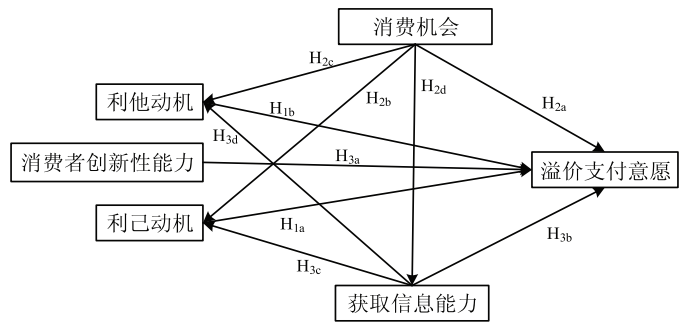 消费机会
H2c
H2b
H2d
H2a
利他动机
H1b
H3d
消费者创新性能力
H3a
溢价支付意愿
利己动机
H1a
H3b
H3c
获取信息能力